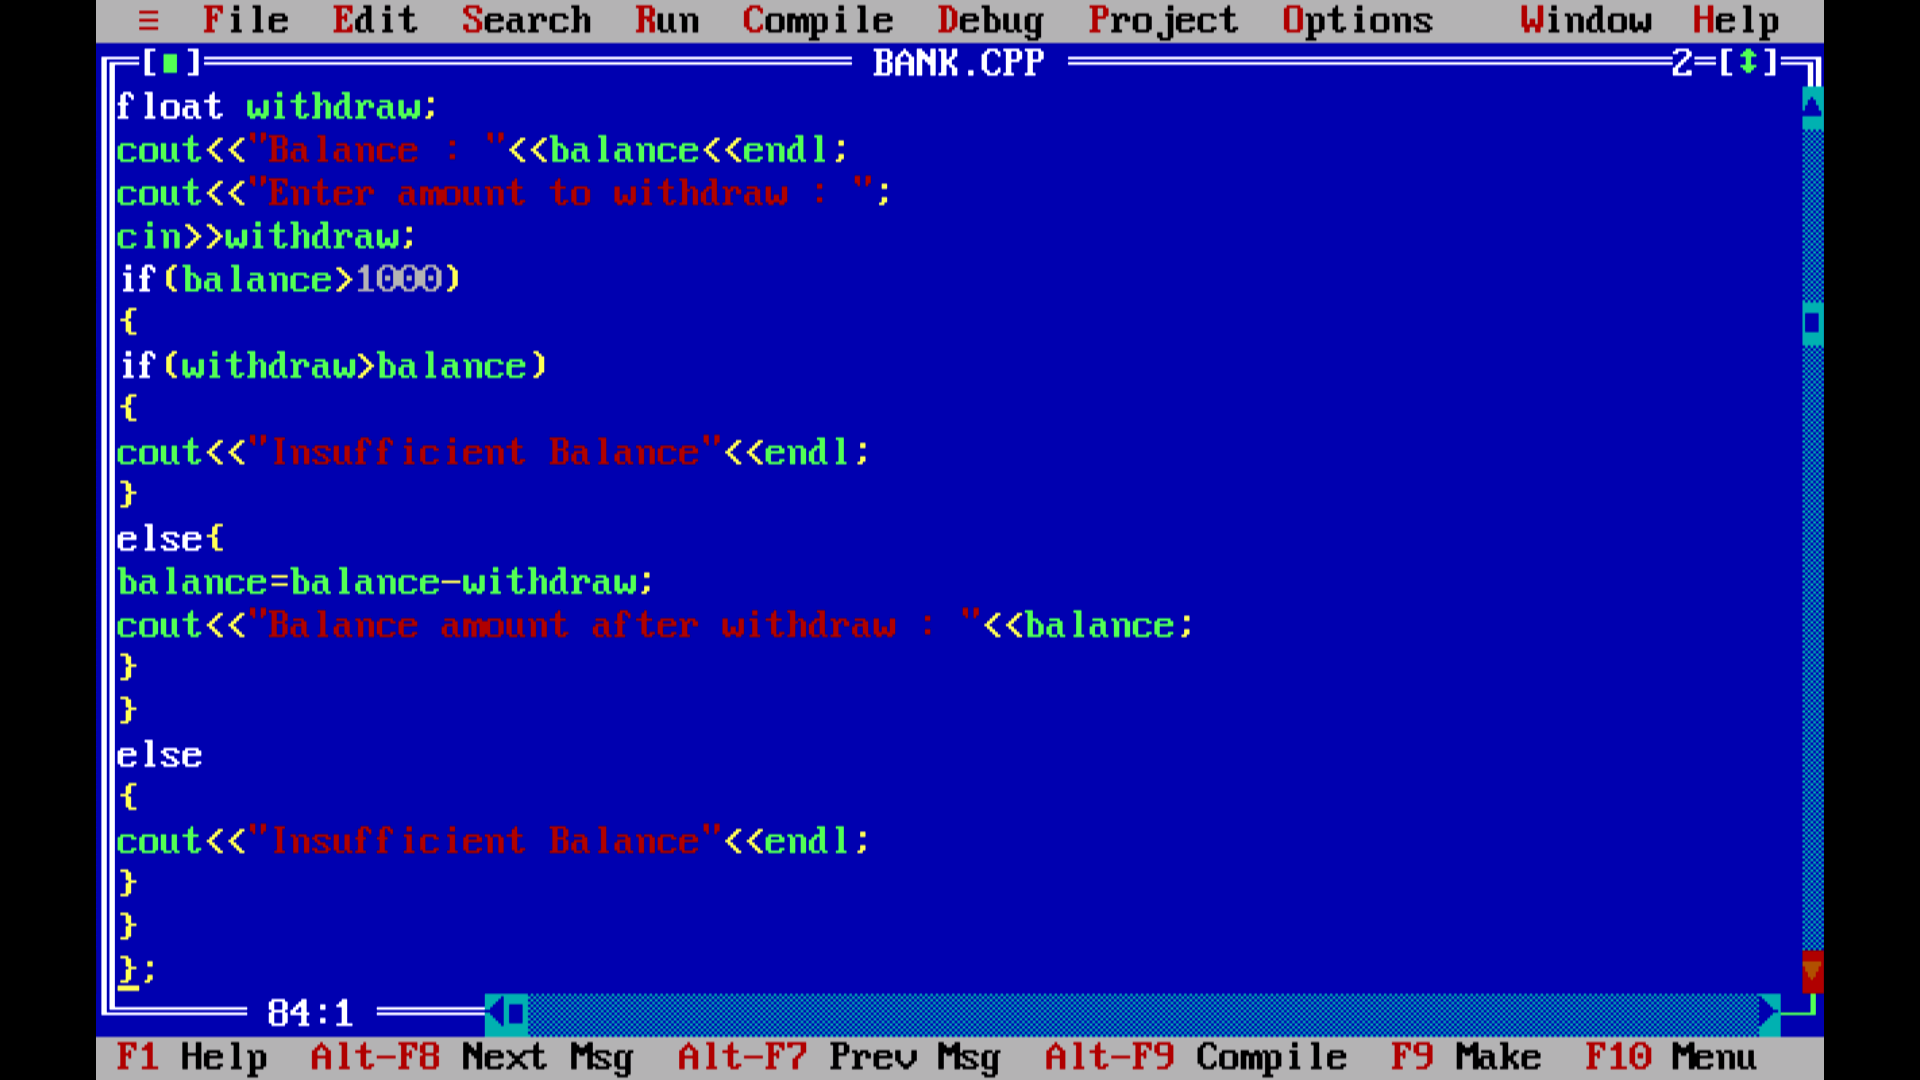 ≡ File Edit Search Run Compile Debug Project Options Window Help
[■] BANK.CPP 2=[↕]
float withdraw;
cout<<"Balance : "<<balance<<endl;
cout<<"Enter amount to withdraw : ";
cin>>withdraw;
if(balance>1000)
{
if(withdraw>balance)
{
cout<<"Insufficient Balance"<<endl;
}
else{
balance=balance-withdraw;
cout<<"Balance amount after withdraw : "<<balance;
}
}
else
{
cout<<"Insufficient Balance"<<endl;
}
}
};
84:1
F1 Help Alt-F8 Next Msg Alt-F7 Prev Msg Alt-F9 Compile F9 Make F10 Menu